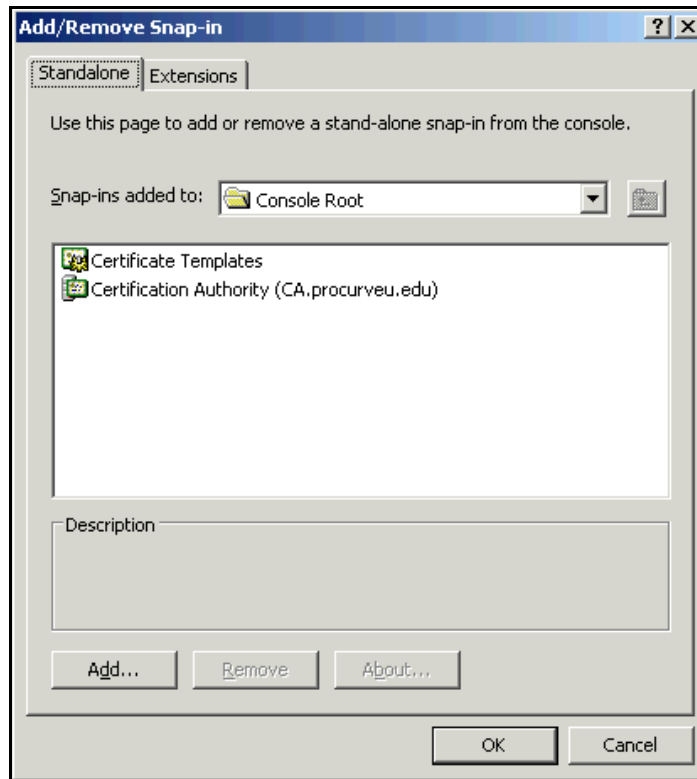 Add/Remove Snap-in
Standalone
Extensions
Use this page to add or remove a stand-alone snap-in from the console.
Snap-ins added to:
Console Root
Certificate Templates
Certification Authority (CA.procurveu.edu)
Description
Add...
Remove
About...
OK
Cancel